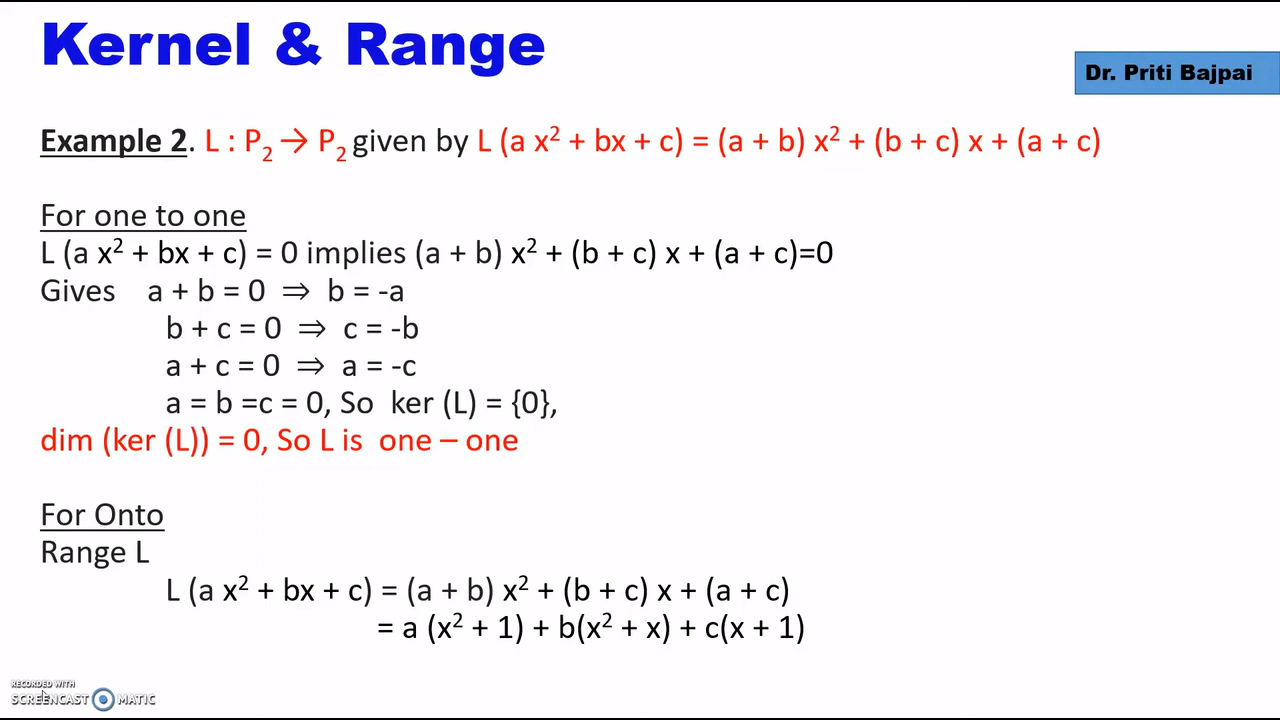 Kernel & Range
Dr. Priti Bajpai
Example 2. L : P₂ → P₂ given by L (a x² + bx + c) = (a + b) x² + (b + c) x + (a + c)
For one to one
L (a x² + bx + c) = 0 implies (a + b) x² + (b + c) x + (a + c)=0
Gives a + b = 0 ⇒ b = -a
b + c = 0 ⇒ c = -b
a + c = 0 ⇒ a = -c
a = b =c = 0, So ker (L) = {0},
dim (ker (L)) = 0, So L is one – one
For Onto
Range L
L (a x² + bx + c) = (a + b) x² + (b + c) x + (a + c)
= a (x² + 1) + b(x² + x) + c(x + 1)
RECORDED WITH
SCREENCAST MATIC